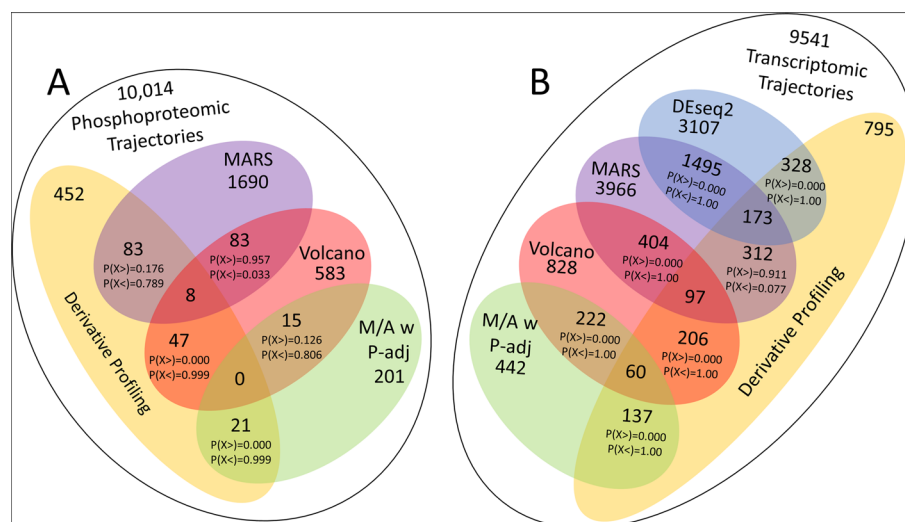 A
10,014
Phosphoproteomic
Trajectories
MARS
1690
452
83
P(X>)=0.176
P(X<)=0.789
83
P(X>)=0.957
P(X<)=0.033
8
Volcano
583
47
P(X>)=0.000
P(X<)=0.999
15
P(X>)=0.126
P(X<)=0.806
0
M/A w
P-adj
201
21
P(X>)=0.000
P(X<)=0.999
Derivative Profiling
B
9541
Transcriptomic
Trajectories
DEseq2
3107
795
1495
P(X>)=0.000
P(X<)=1.00
328
P(X>)=0.000
P(X<)=1.00
MARS
3966
173
404
P(X>)=0.000
P(X<)=1.00
312
P(X>)=0.911
P(X<)=0.077
Volcano
828
97
222
P(X>)=0.000
P(X<)=1.00
206
P(X>)=0.000
P(X<)=1.00
M/A w
P-adj
442
60
137
P(X>)=0.000
P(X<)=1.00
Derivative Profiling